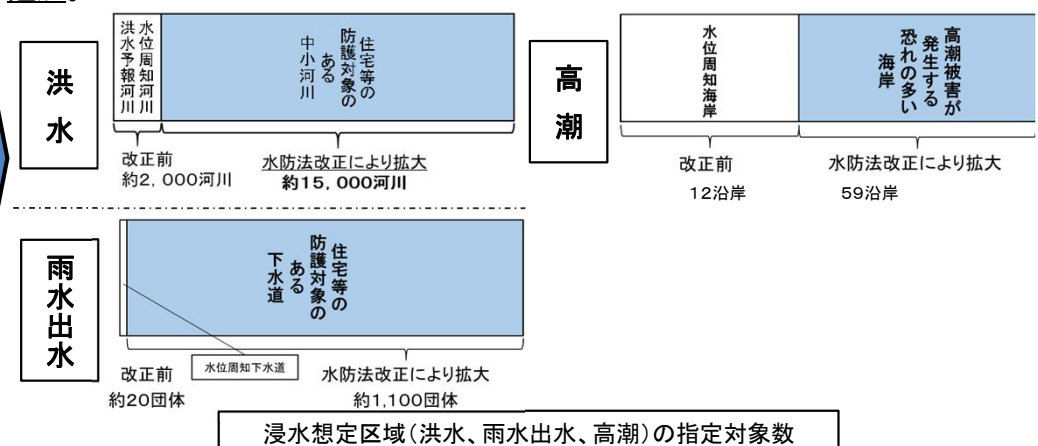 洪水
水位周知河川
洪水予報河川
住宅等の
防護対象の
ある
中小河川
改正前
約2,000河川
水防法改正により拡大
約15,000河川
高潮
水位周知海岸
高潮被害が
発生する
恐れの多い
海岸
改正前
12沿岸
水防法改正により拡大
59沿岸
雨水出水
住宅等の
防護対象の
ある
下水道
水位周知下水道
改正前
約20団体
水防法改正により拡大
約1,100団体
浸水想定区域(洪水、雨水出水、高潮)の指定対象数